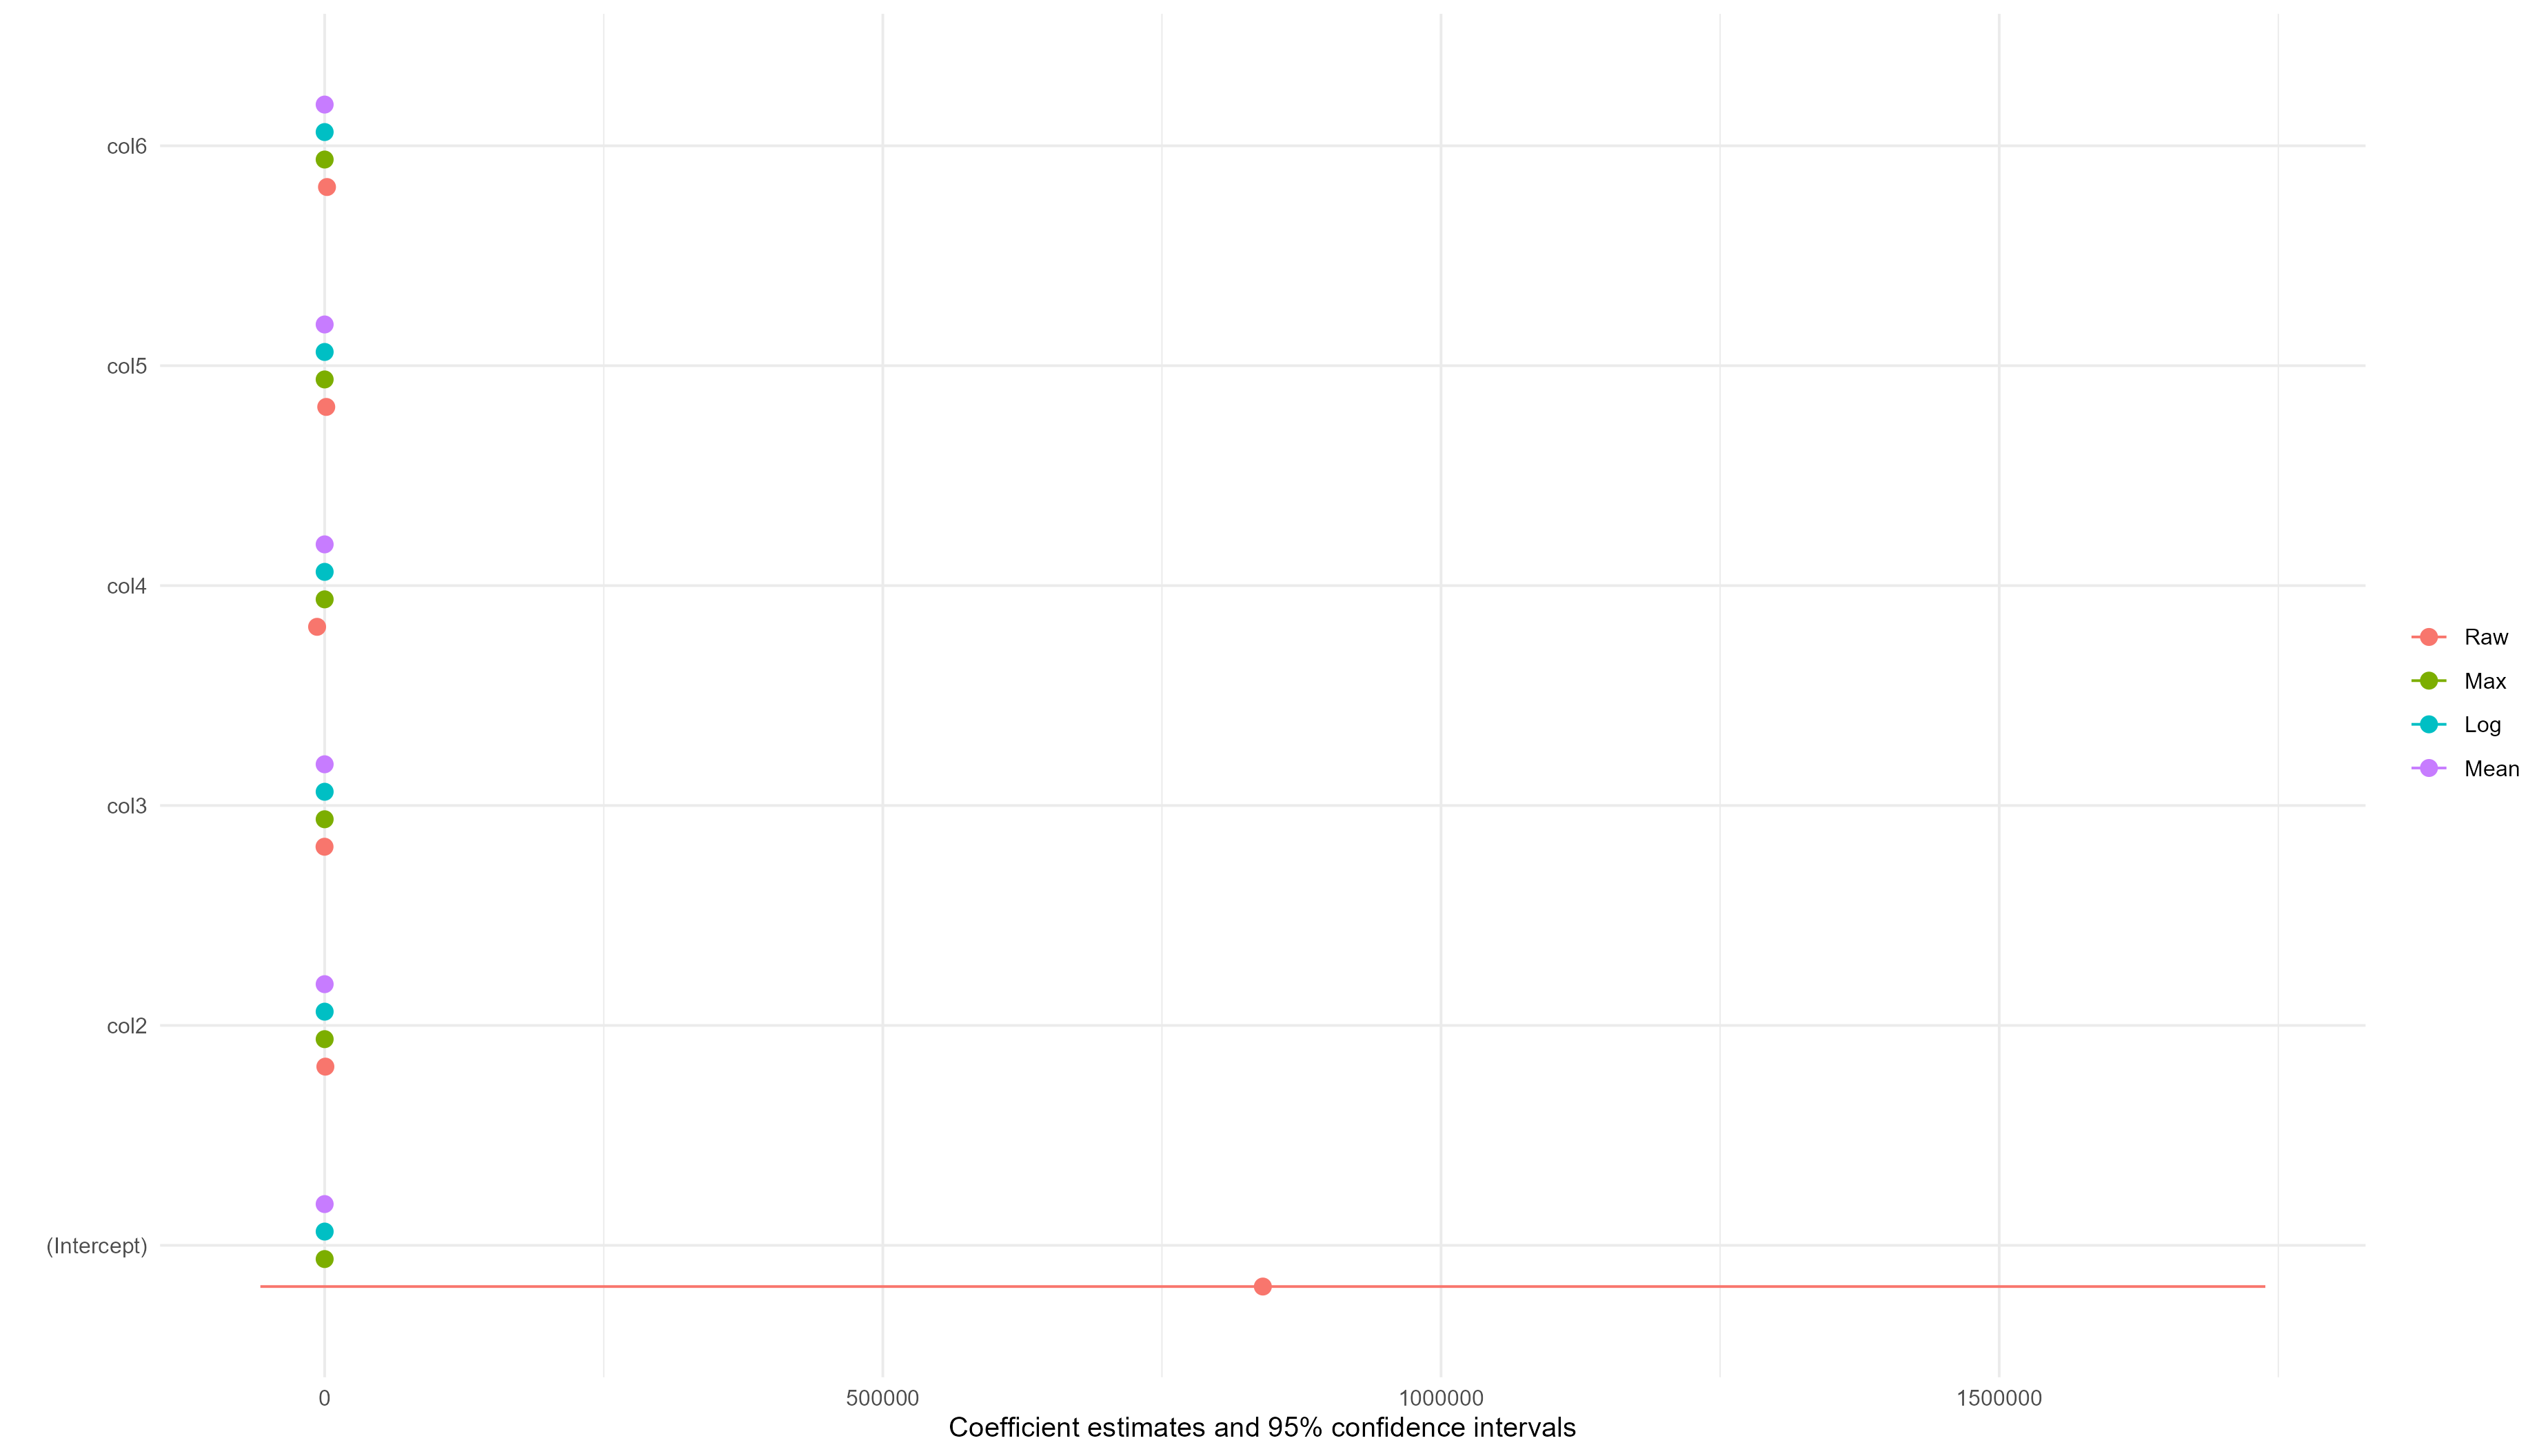 col6
col5
col4
col3
col2
(Intercept)
0 500000 1000000 1500000
Coefficient estimates and 95% confidence intervals
Raw
Max
Log
Mean